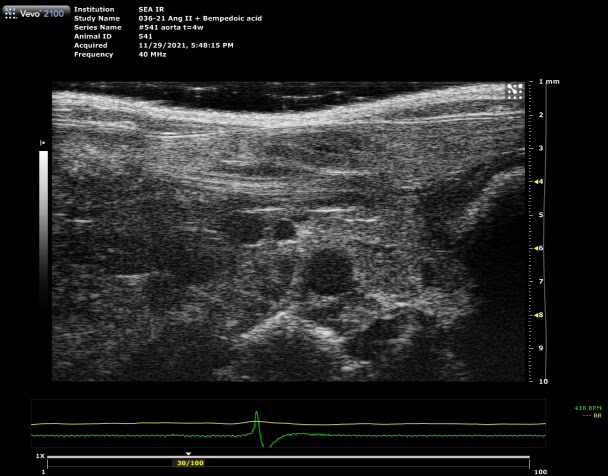 Vevo 2100
Institution SEA IR
Study Name 036-21 Ang II + Bempedoic acid
Series Name #541 aorta t=4w
Animal ID 541
Acquired 11/29/2021, 5:48:15 PM
Frequency 40 MHz
1 mm
2
3
4
5
6
7
8
9
10
438 BPM
--- RR
1X
30/100
1 100